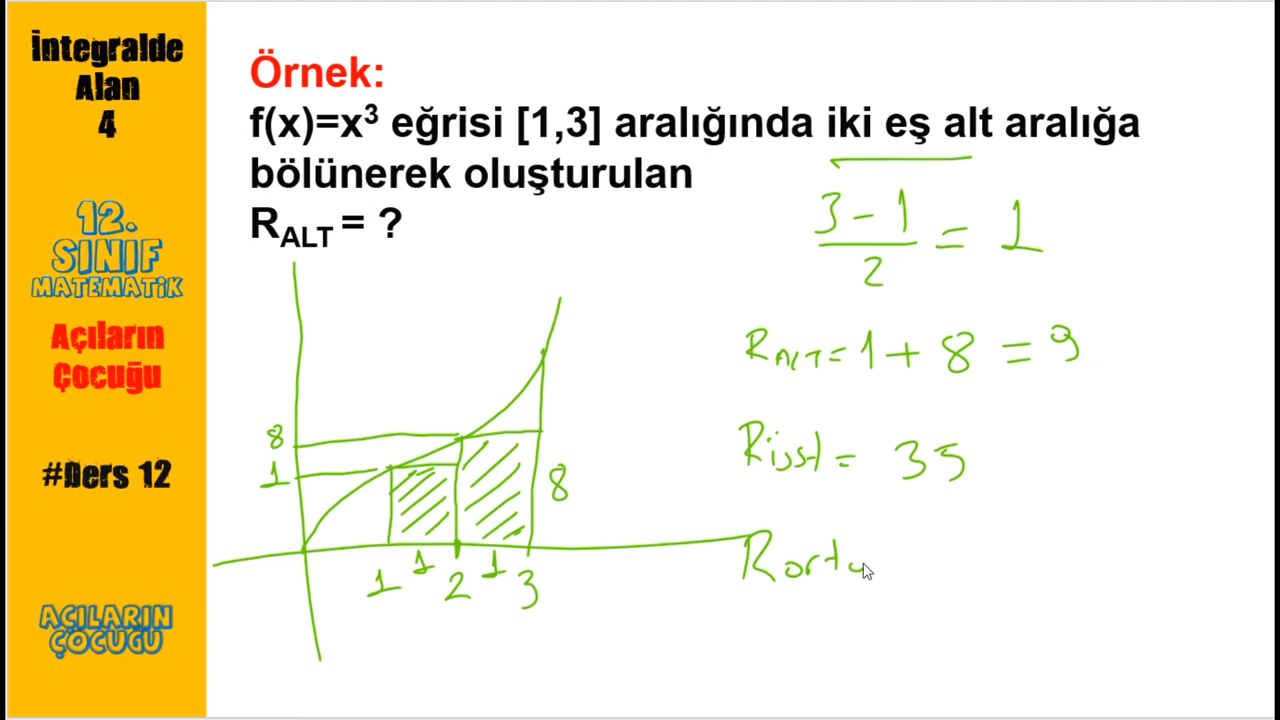 İntegralde
Alan
4
12.
SINIF
MATEMATİK
Açıların
Çocuğu
#Ders 12
AÇILARIN
ÇOCUĞU
Örnek:
f(x)=x³ eğrisi [1,3] aralığında iki eş alt aralığa
bölünerek oluşturulan
R_ALT = ?
3 - 1
2
= 1
R_ALT = 1 + 8 = 9
Rüst = 35
Rorta
8
1
8
1 1 2 1 3